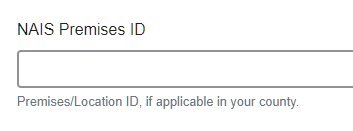 NAIS Premises ID
Premises/Location ID, if applicable in your county.